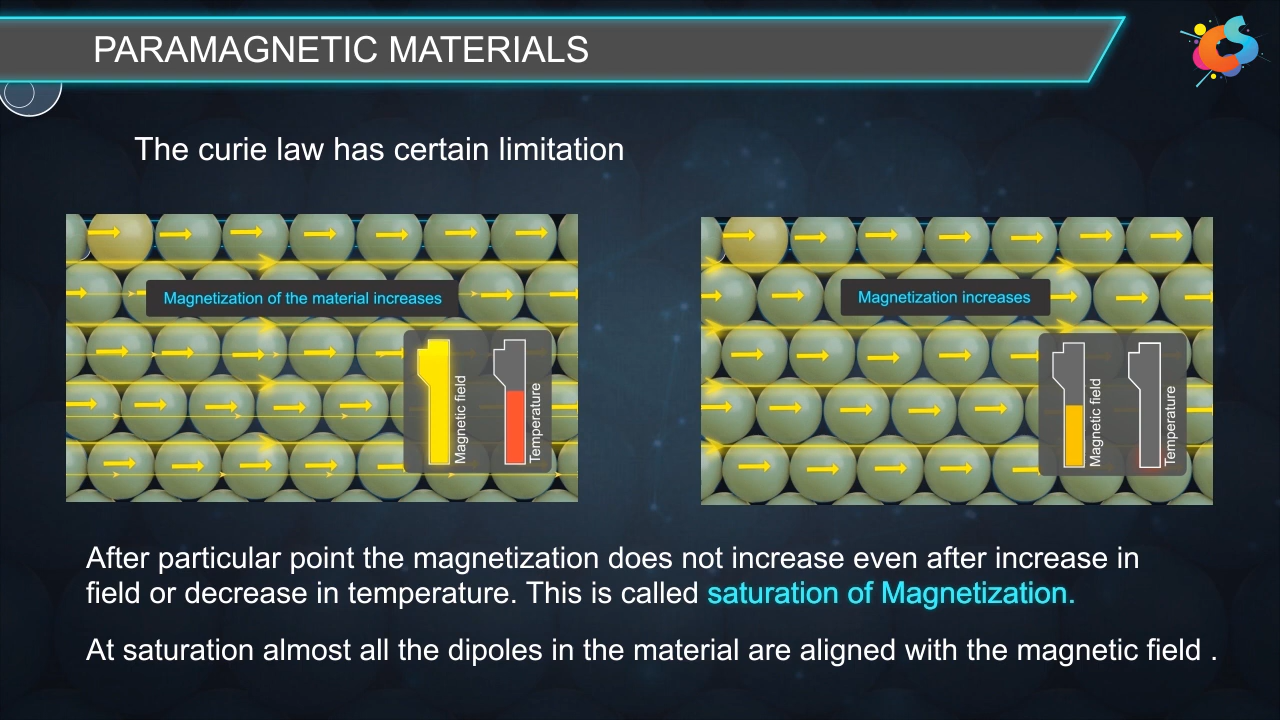 PARAMAGNETIC MATERIALS
The curie law has certain limitation
Magnetization of the material increases
Magnetic field
Temperature
Magnetization increases
Magnetic field
Temperature
After particular point the magnetization does not increase even after increase in
field or decrease in temperature. This is called saturation of Magnetization.
At saturation almost all the dipoles in the material are aligned with the magnetic field .